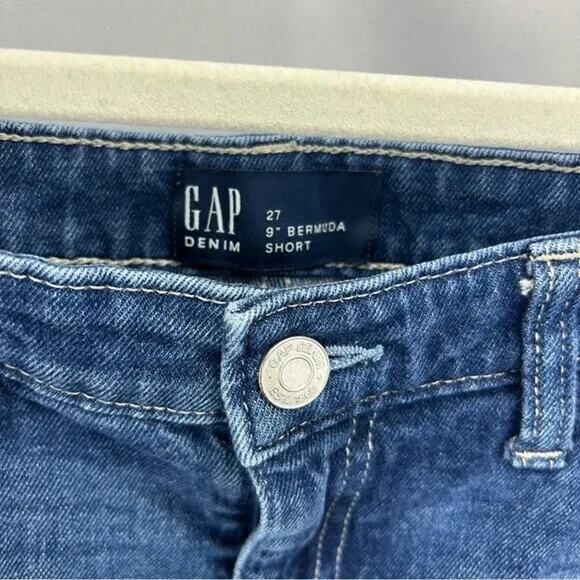 GAP
DENIM
27
9" BERMUDA
SHORT
GAP DENIM
EST. 1969